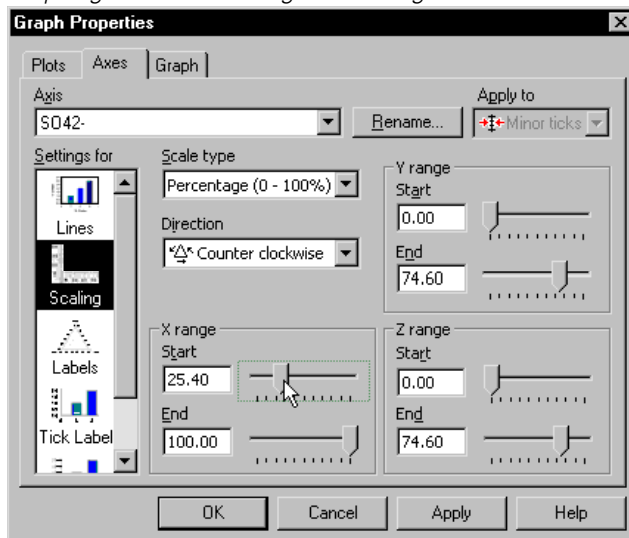 Graph Properties
Plots
Axes
Graph
Axis
SO42-
Rename...
Apply to
Minor ticks
Settings for
Lines
Scaling
Labels
Tick Label
Scale type
Percentage (0 - 100%)
Direction
Counter clockwise
Y range
Start
0.00
End
74.60
X range
Start
25.40
End
100.00
Z range
Start
0.00
End
74.60
OK
Cancel
Apply
Help